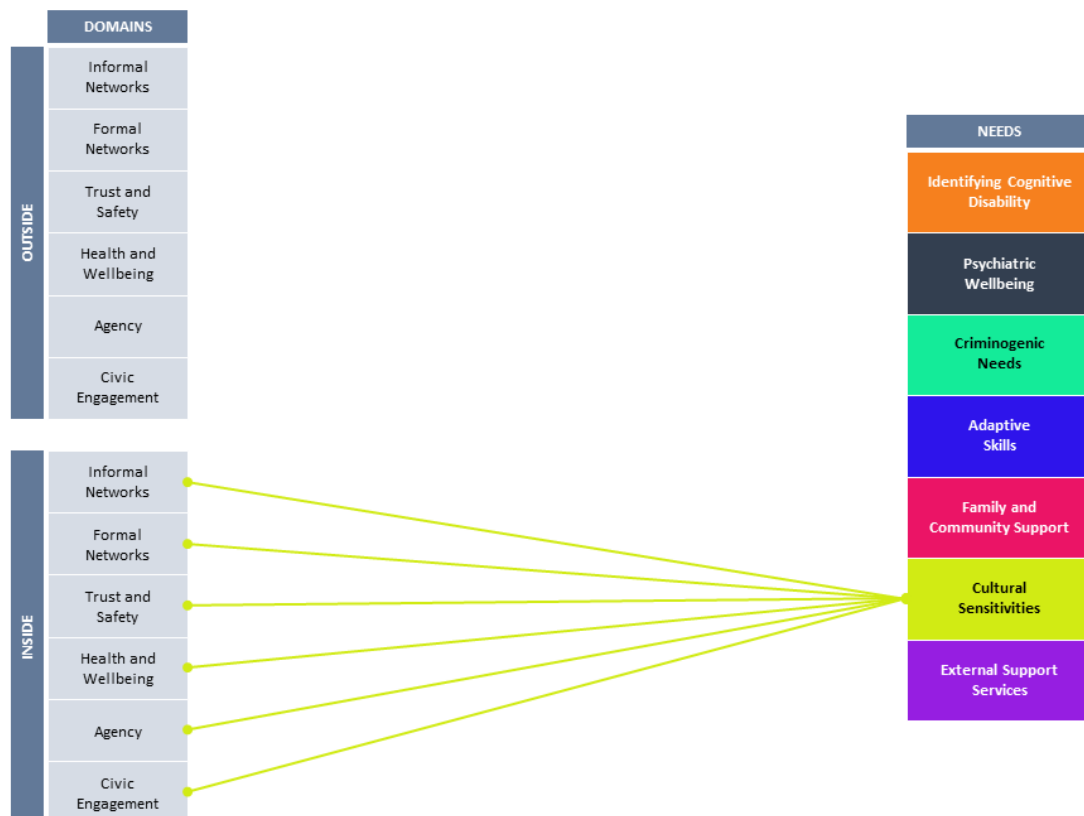 DOMAINS
OUTSIDE
Informal
Networks
Formal
Networks
Trust and
Safety
Health and
Wellbeing
Agency
Civic
Engagement
INSIDE
Informal
Networks
Formal
Networks
Trust and
Safety
Health and
Wellbeing
Agency
Civic
Engagement
NEEDS
Identifying Cognitive
Disability
Psychiatric
Wellbeing
Criminogenic
Needs
Adaptive
Skills
Family and
Community Support
Cultural
Sensitivities
External Support
Services